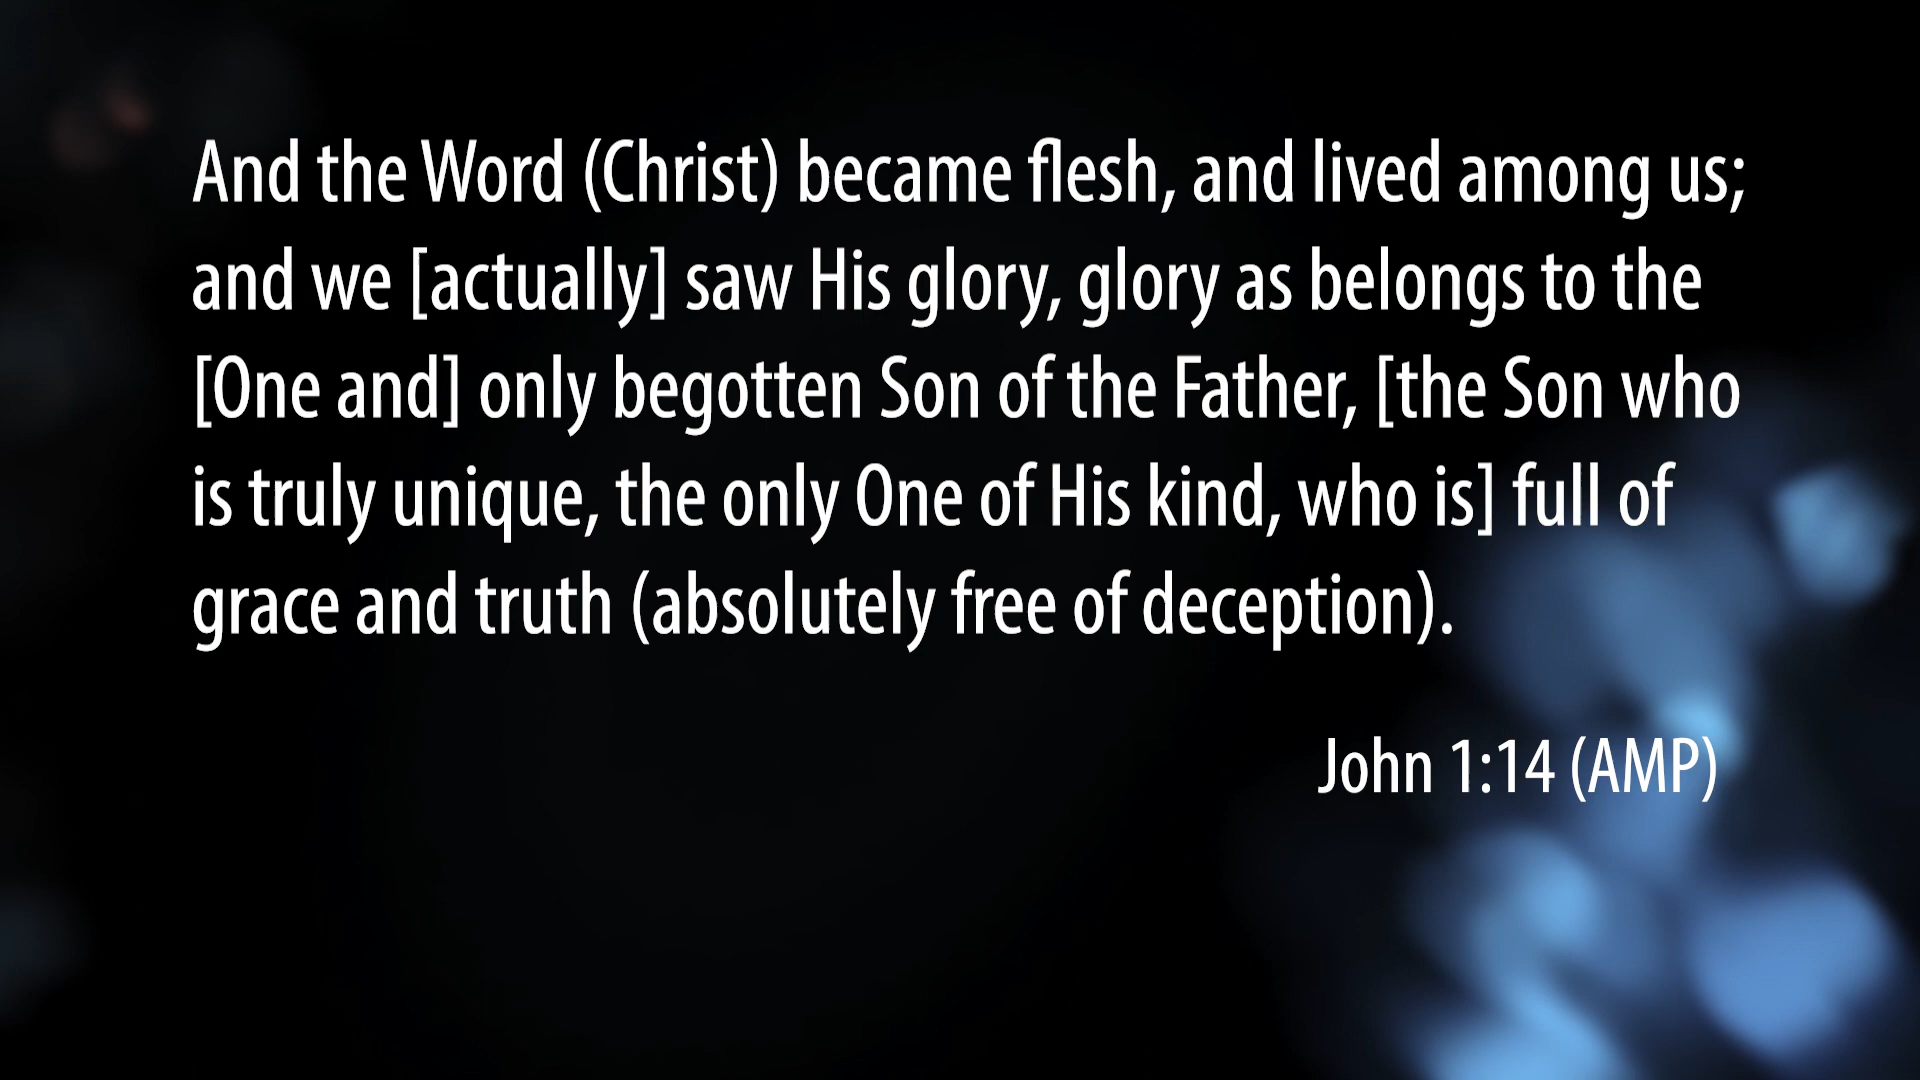 And the Word (Christ) became flesh, and lived among us;
and we [actually] saw His glory, glory as belongs to the
[One and] only begotten Son of the Father, [the Son who
is truly unique, the only One of His kind, who is] full of
grace and truth (absolutely free of deception).
John 1:14 (AMP)